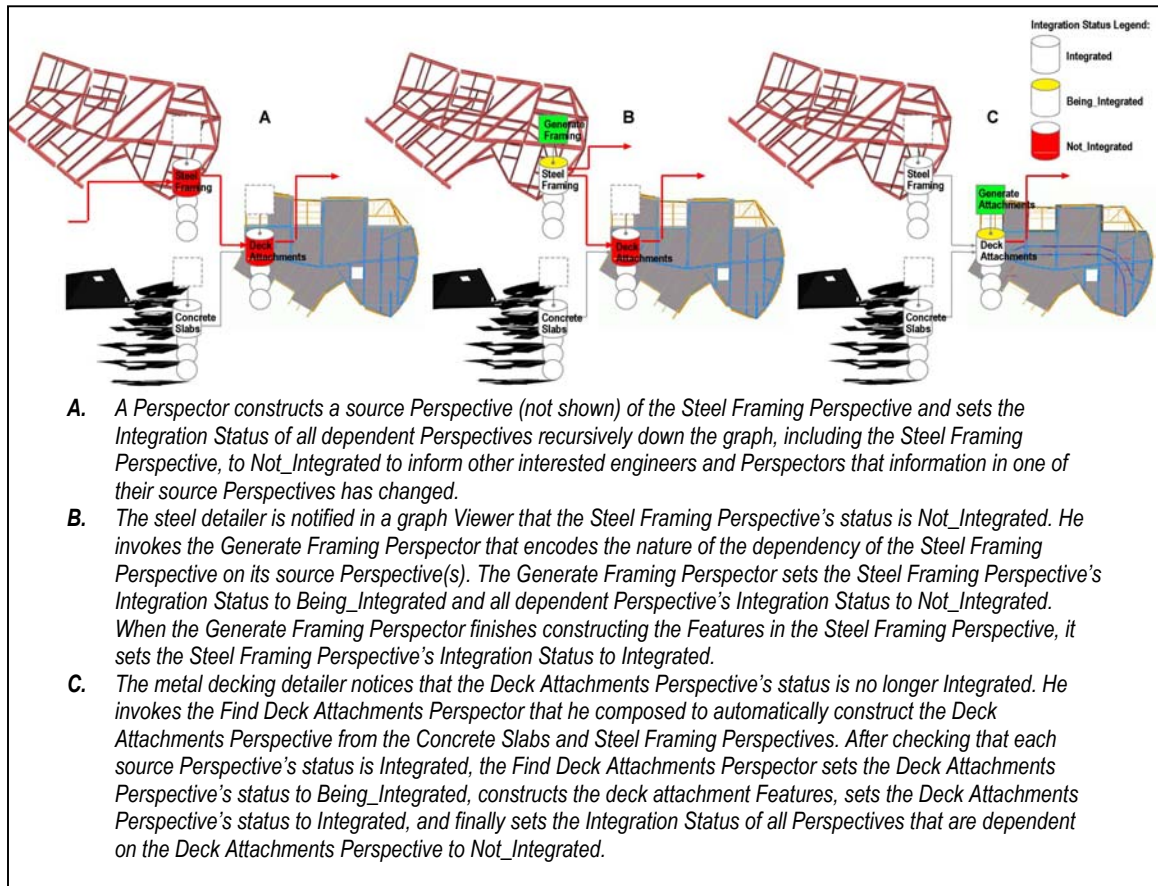 Integration Status Legend:
Integrated
Being_Integrated
Not_Integrated
A
Steel
Framing
Deck
Attachments
Concrete
Slabs
B
Generate
Framing
Steel
Framing
Deck
Attachments
Concrete
Slabs
C
Steel
Framing
Generate
Attachments
Deck
Attachments
Concrete
Slabs
A. A Perspector constructs a source Perspective (not shown) of the Steel Framing Perspective and sets the
Integration Status of all dependent Perspectives recursively down the graph, including the Steel Framing
Perspective, to Not_Integrated to inform other interested engineers and Perspectors that information in one of
their source Perspectives has changed.
B. The steel detailer is notified in a graph Viewer that the Steel Framing Perspective's status is Not_Integrated. He
invokes the Generate Framing Perspector that encodes the nature of the dependency of the Steel Framing
Perspective on its source Perspective(s). The Generate Framing Perspector sets the Steel Framing Perspective's
Integration Status to Being_Integrated and all dependent Perspective's Integration Status to Not_Integrated.
When the Generate Framing Perspector finishes constructing the Features in the Steel Framing Perspective, it
sets the Steel Framing Perspective's Integration Status to Integrated.
C. The metal decking detailer notices that the Deck Attachments Perspective's status is no longer Integrated. He
invokes the Find Deck Attachments Perspector that he composed to automatically construct the Deck
Attachments Perspective from the Concrete Slabs and Steel Framing Perspectives. After checking that each
source Perspective's status is Integrated, the Find Deck Attachments Perspector sets the Deck Attachments
Perspective's status to Being_Integrated, constructs the deck attachment Features, sets the Deck Attachments
Perspective's status to Integrated, and finally sets the Integration Status of all Perspectives that are dependent
on the Deck Attachments Perspective to Not_Integrated.